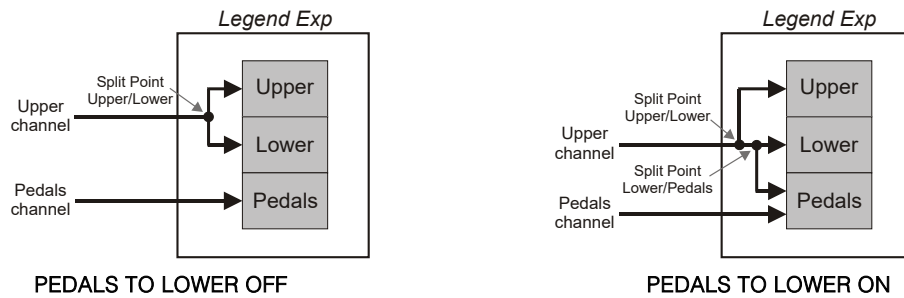 Legend Exp
Split Point
Upper/Lower
Upper
channel
Upper
Lower
Pedals
channel
Pedals
PEDALS TO LOWER OFF
Legend Exp
Split Point
Upper/Lower
Upper
channel
Split Point
Lower/Pedals
Upper
Lower
Pedals
channel
Pedals
PEDALS TO LOWER ON